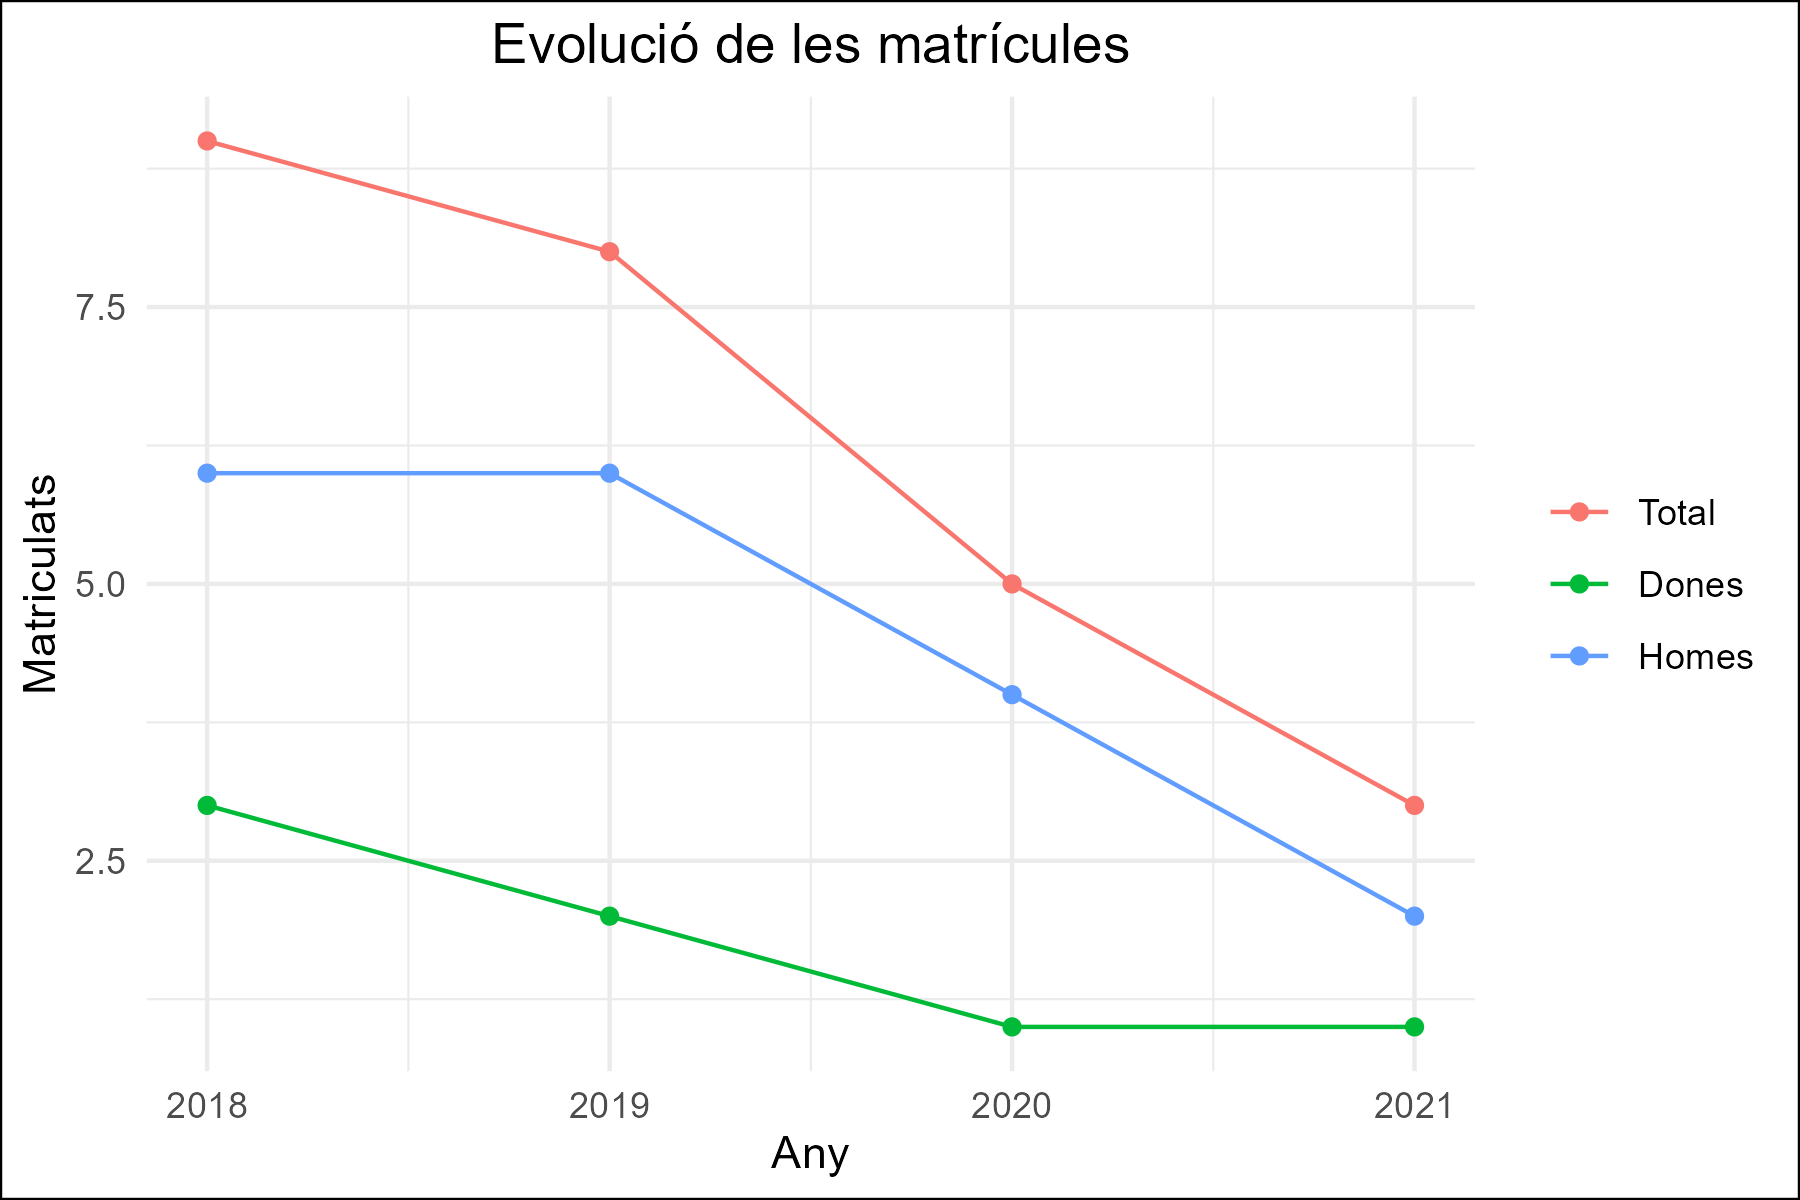 Evolució de les matrícules
Matriculats
7.5
5.0
2.5
2018
2019
2020
2021
Any
Total
Dones
Homes